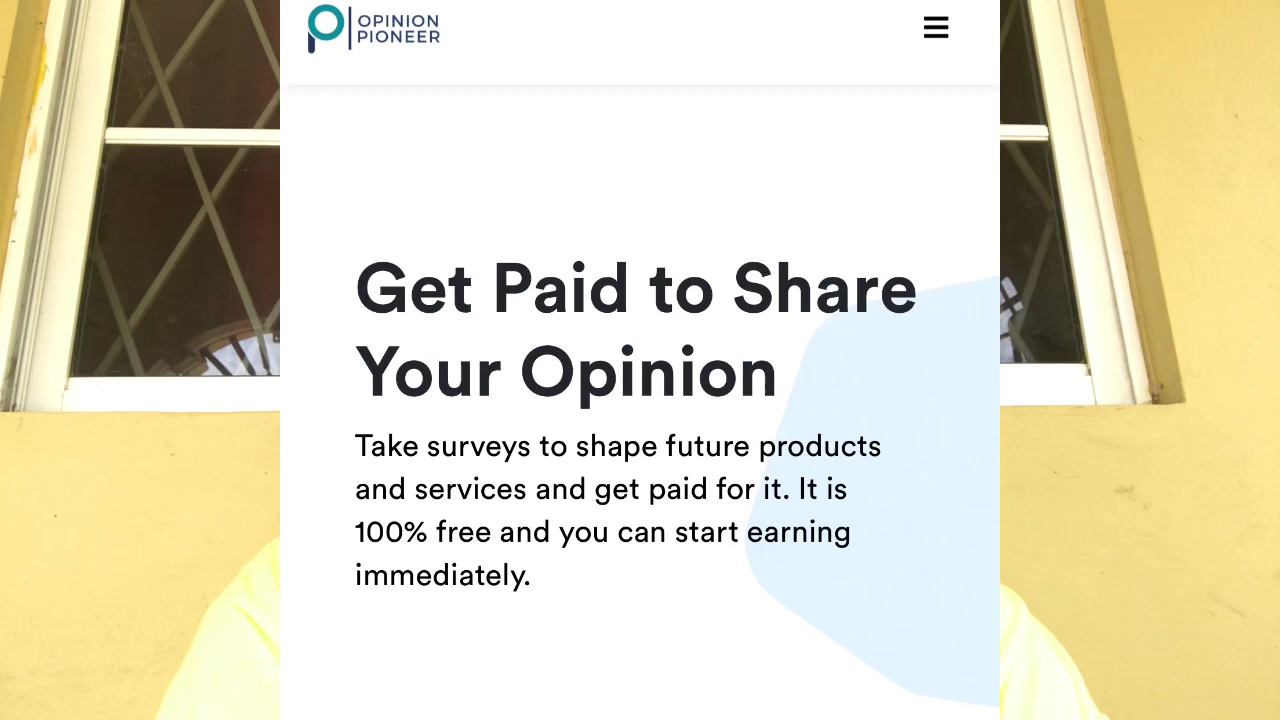 OPINION
PIONEER
Get Paid to Share
Your Opinion
Take surveys to shape future products
and services and get paid for it. It is
100% free and you can start earning
immediately.